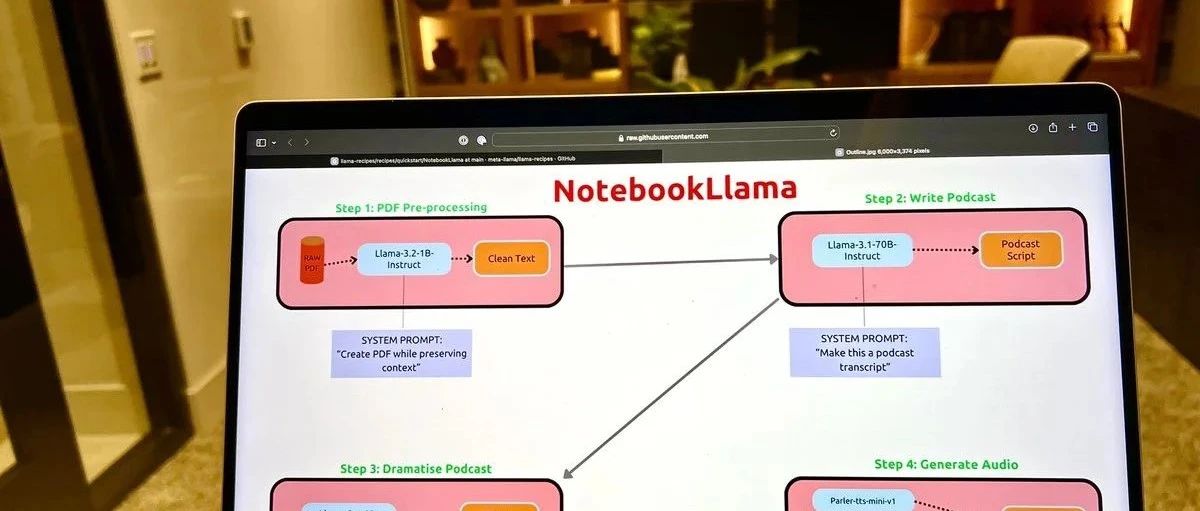 raw.githubusercontent.com
llama-recipes/recipes/quickstart/NotebookLlama at main · meta-llama/llama-recipes · GitHub
Outline.jpg 6,000×3,374 pixels
NotebookLlama
Step 1: PDF Pre-processing
RAW
PDF
Llama-3.2-1B-
Instruct
Clean Text
SYSTEM PROMPT:
"Create PDF while preserving
context"
Step 2: Write Podcast
Llama-3.1-70B-
Instruct
Podcast
Script
SYSTEM PROMPT:
"Make this a podcast
transcript"
Step 3: Dramatise Podcast
Step 4: Generate Audio
Parler-tts-mini-v1